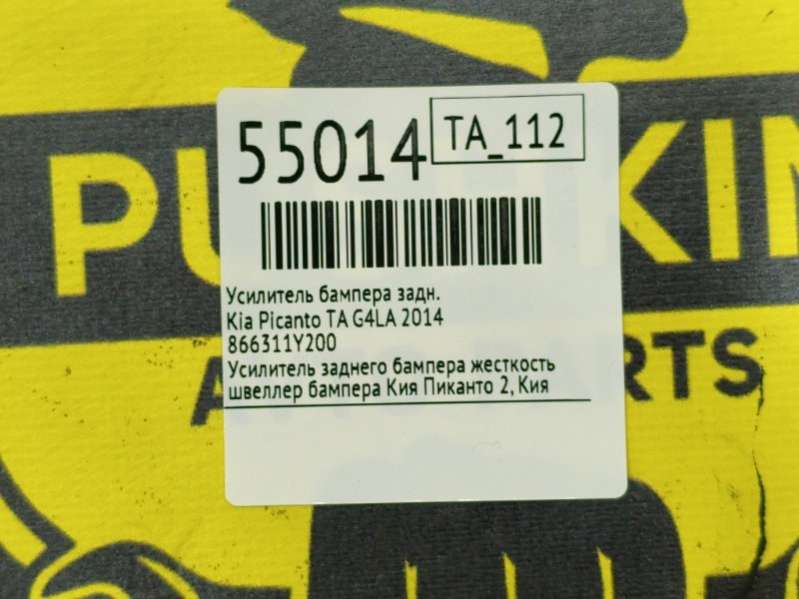 55014
TA_112
Усилитель бампера задн.
Kia Picanto TA G4LA 2014
866311Y200
Усилитель заднего бампера жесткость
швеллер бампера Кия Пиканто 2, Кия